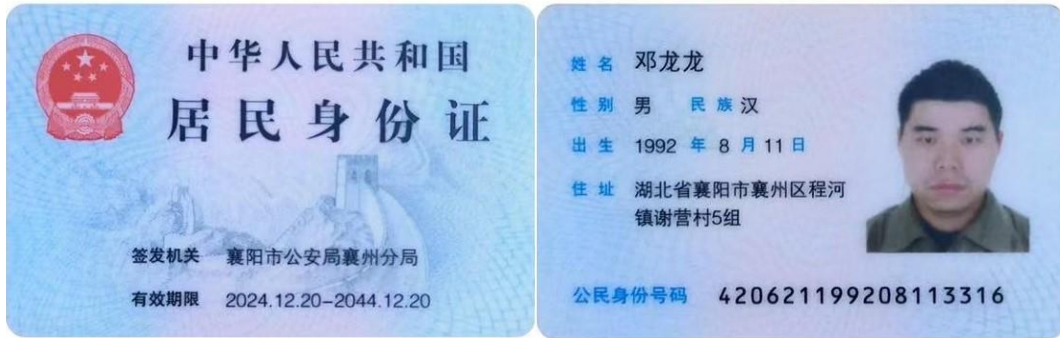 中华人民共和国
居民身份证
签发机关 襄阳市公安局襄州分局
有效期限 2024.12.20-2044.12.20
姓名 邓龙龙
性别 男 民族 汉
出生 1992 年 8 月 11 日
住址 湖北省襄阳市襄州区程河
镇谢营村5组
公民身份号码 420621199208113316